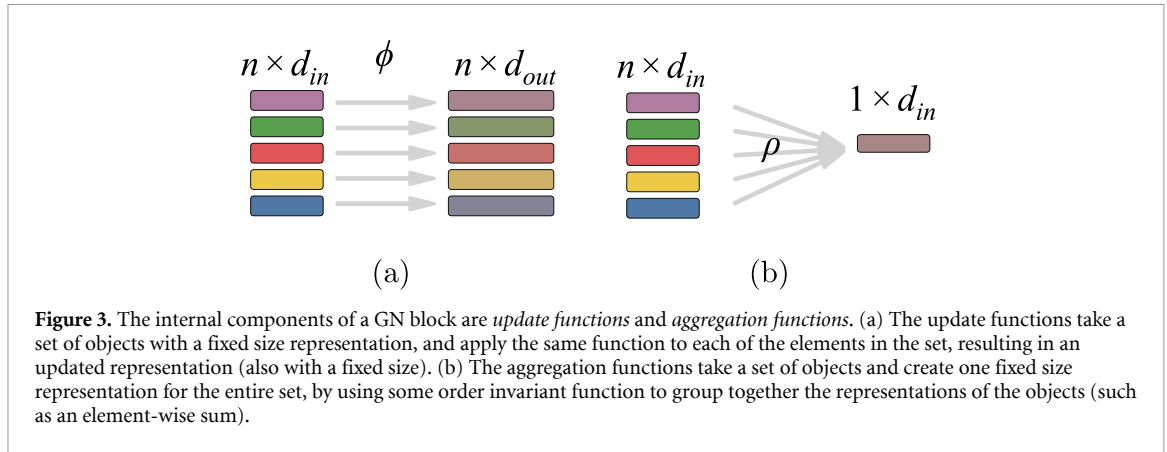 n × d_in ϕ n × d_out n × d_in
1 × d_in
ρ
(a) (b)
Figure 3. The internal components of a GN block are update functions and aggregation functions. (a) The update functions take a
set of objects with a fixed size representation, and apply the same function to each of the elements in the set, resulting in an
updated representation (also with a fixed size). (b) The aggregation functions take a set of objects and create one fixed size
representation for the entire set, by using some order invariant function to group together the representations of the objects (such
as an element-wise sum).